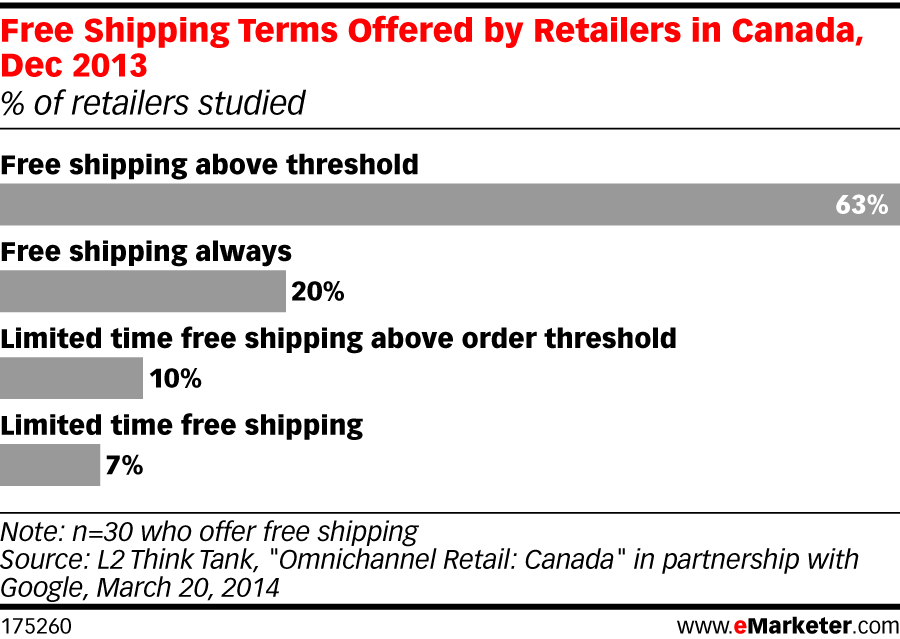 Free Shipping Terms Offered by Retailers in Canada,
Dec 2013
% of retailers studied
Free shipping above threshold
63%
Free shipping always
20%
Limited time free shipping above order threshold
10%
Limited time free shipping
7%
Note: n=30 who offer free shipping
Source: L2 Think Tank, "Omnichannel Retail: Canada" in partnership with
Google, March 20, 2014
175260
www.eMarketer.com